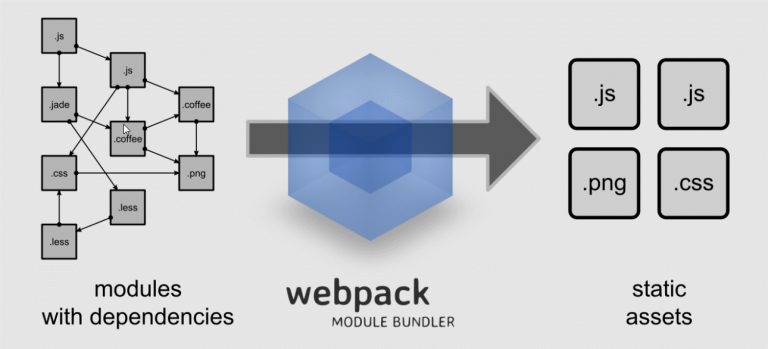 .js
.js
.jade
.coffee
.coffee
.css
.png
.less
.less
modules
with dependencies
webpack
MODULE BUNDLER
.js
.js
.png
.css
static
assets